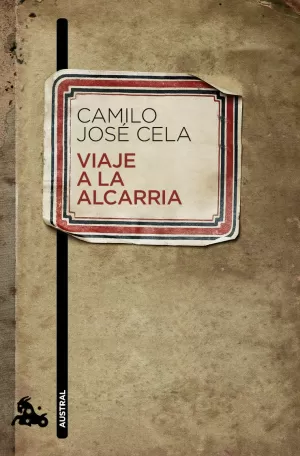 CAMILO
JOSÉ CELA
VIAJE
A LA
ALCARRIA
AUSTRAL